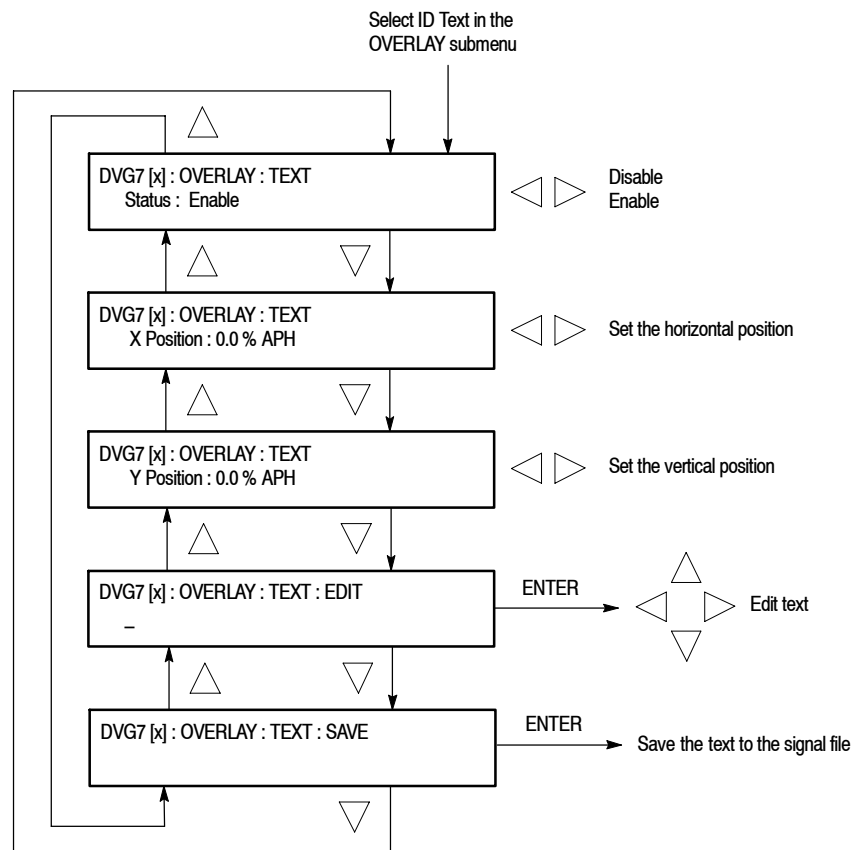 Select ID Text in the
OVERLAY submenu
DVG7 [x] : OVERLAY : TEXT
Status : Enable
Disable
Enable
DVG7 [x] : OVERLAY : TEXT
X Position : 0.0 % APH
Set the horizontal position
DVG7 [x] : OVERLAY : TEXT
Y Position : 0.0 % APH
Set the vertical position
DVG7 [x] : OVERLAY : TEXT : EDIT
_
ENTER
Edit text
DVG7 [x] : OVERLAY : TEXT : SAVE
ENTER
Save the text to the signal file